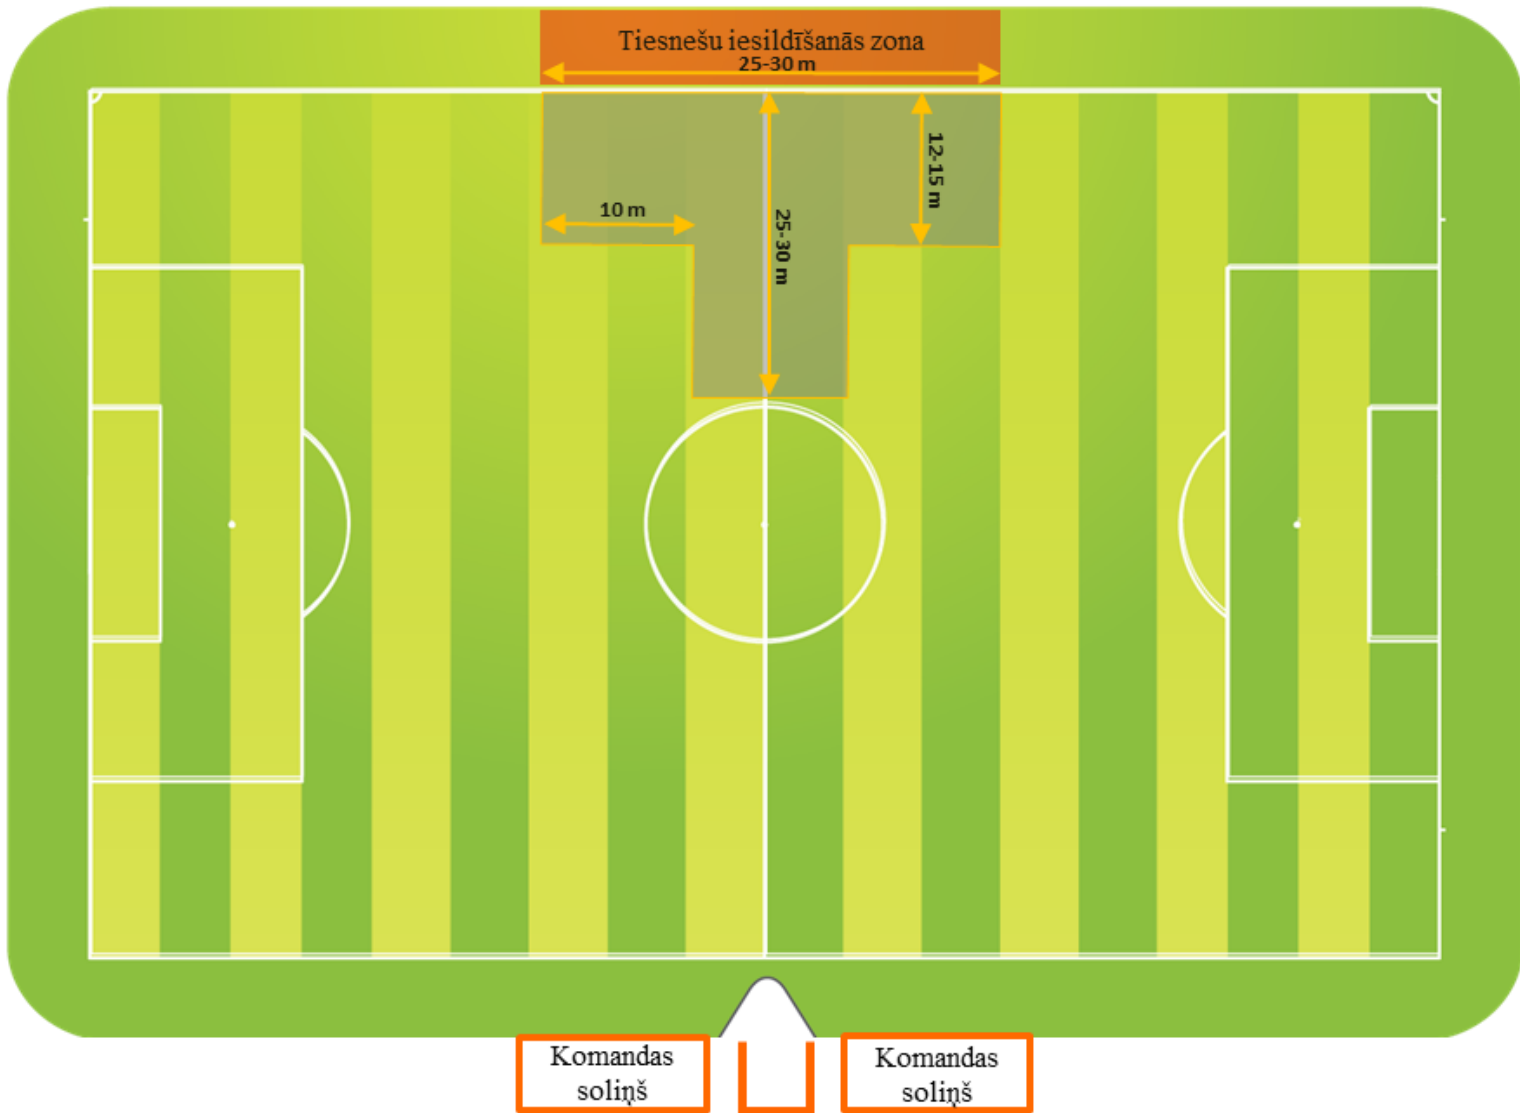 Tiesnešu iesildīšanās zona
25-30 m
12-15 m
10 m
25-30 m
Komandas
soliņš
Komandas
soliņš